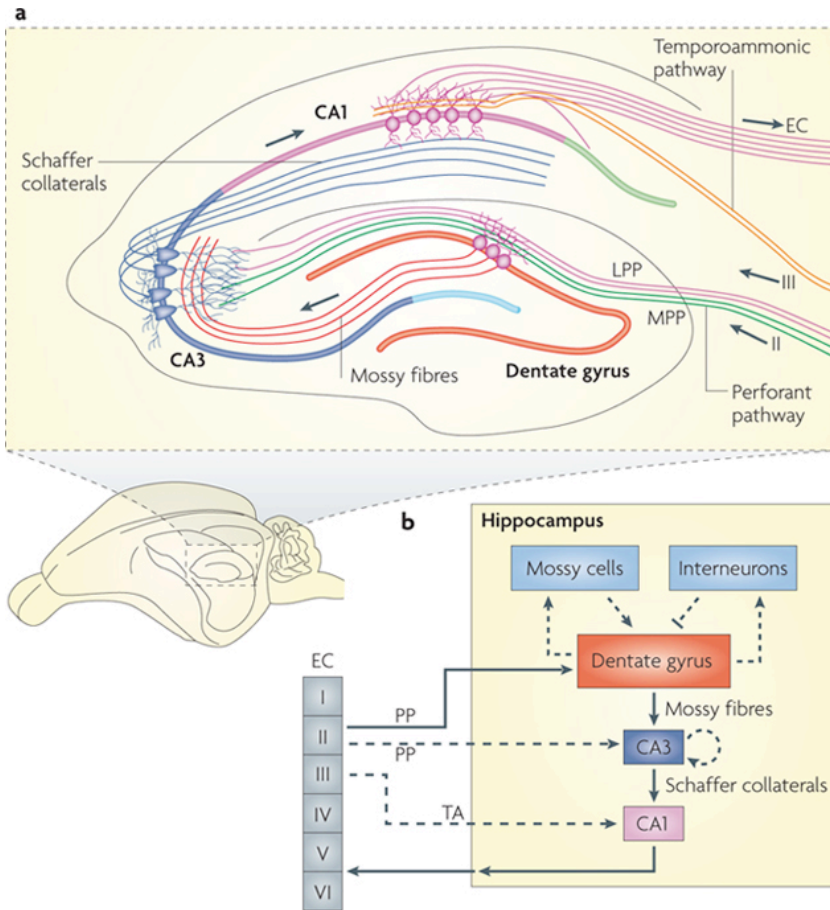 a
Temporoammonic
pathway
CA1
EC
Schaffer
collaterals
LPP
III
MPP
II
CA3
Mossy fibres
Dentate gyrus
Perforant
pathway
b
Hippocampus
Mossy cells
Interneurons
EC
Dentate gyrus
I
PP
Mossy fibres
II
PP
CA3
III
Schaffer collaterals
IV
TA
CA1
V
VI